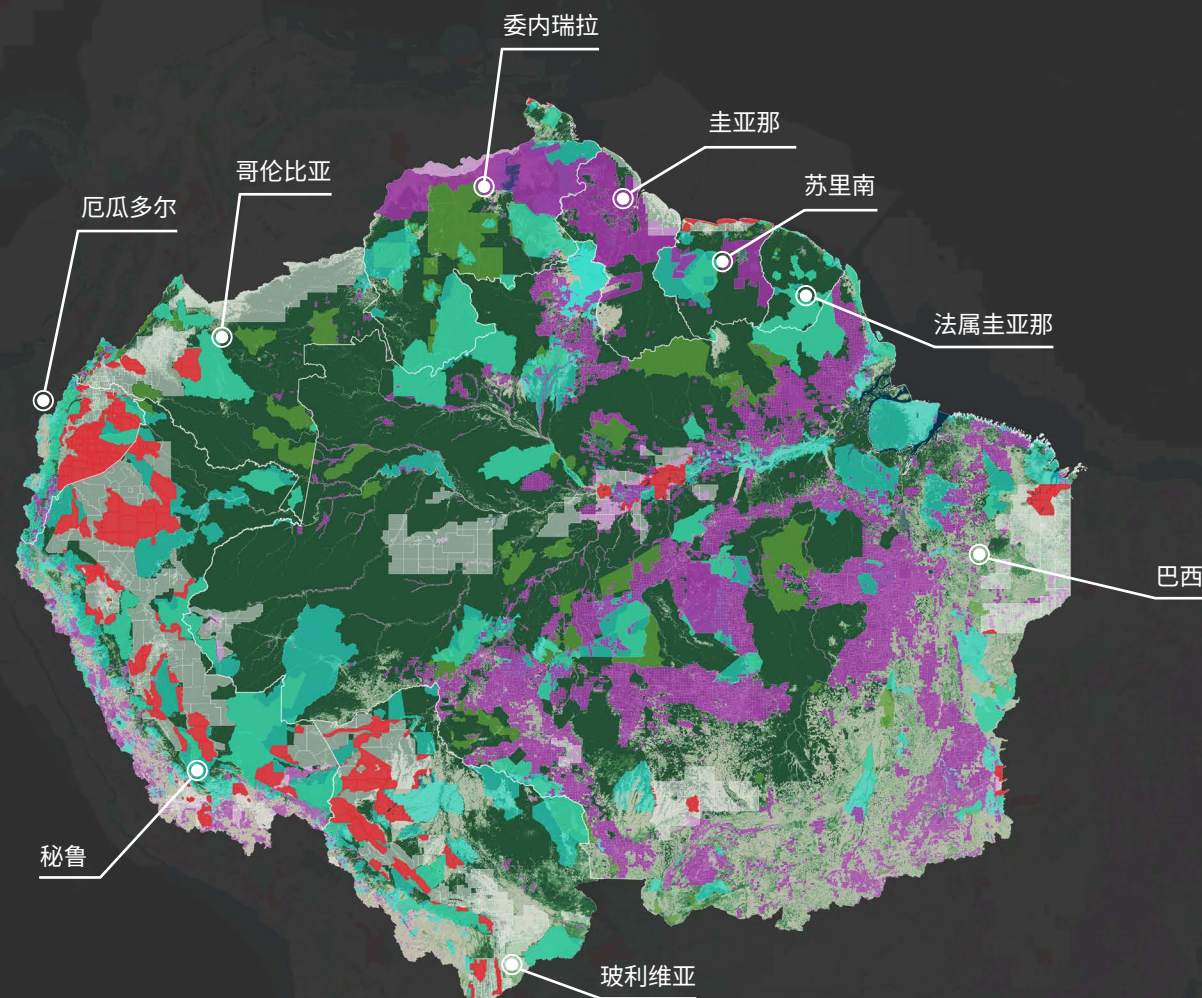 委内瑞拉
圭亚那
哥伦比亚
苏里南
厄瓜多尔
法属圭亚那
巴西
秘鲁
玻利维亚